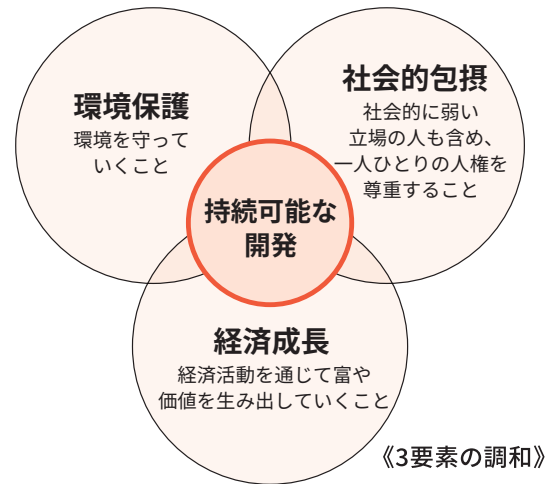 環境保護
環境を守って
いくこと
社会的包摂
社会的に弱い
立場の人も含め、
一人ひとりの人権を
尊重すること
持続可能な
開発
経済成長
経済活動を通じて富や
価値を生み出していくこと
《3要素の調和》